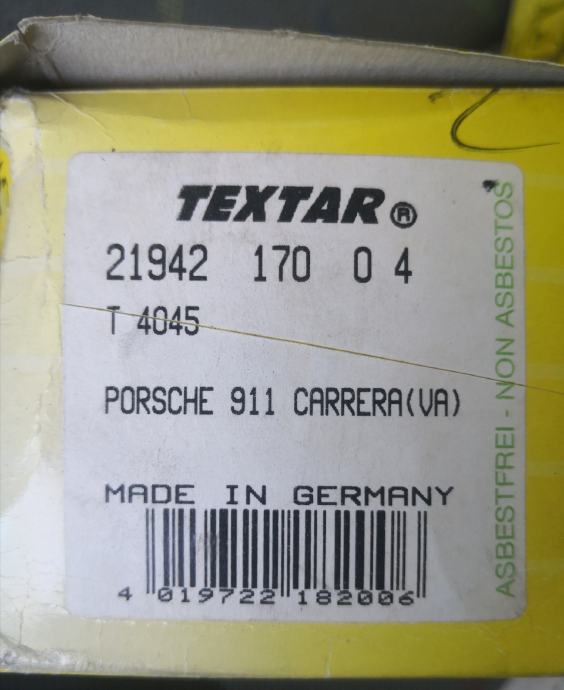 TEXTAR®
21942 170 0 4
T 4045
PORSCHE 911 CARRERA(VA)
MADE IN GERMANY
4 019722 182006
ASBESTFREI - NON ASBESTOS